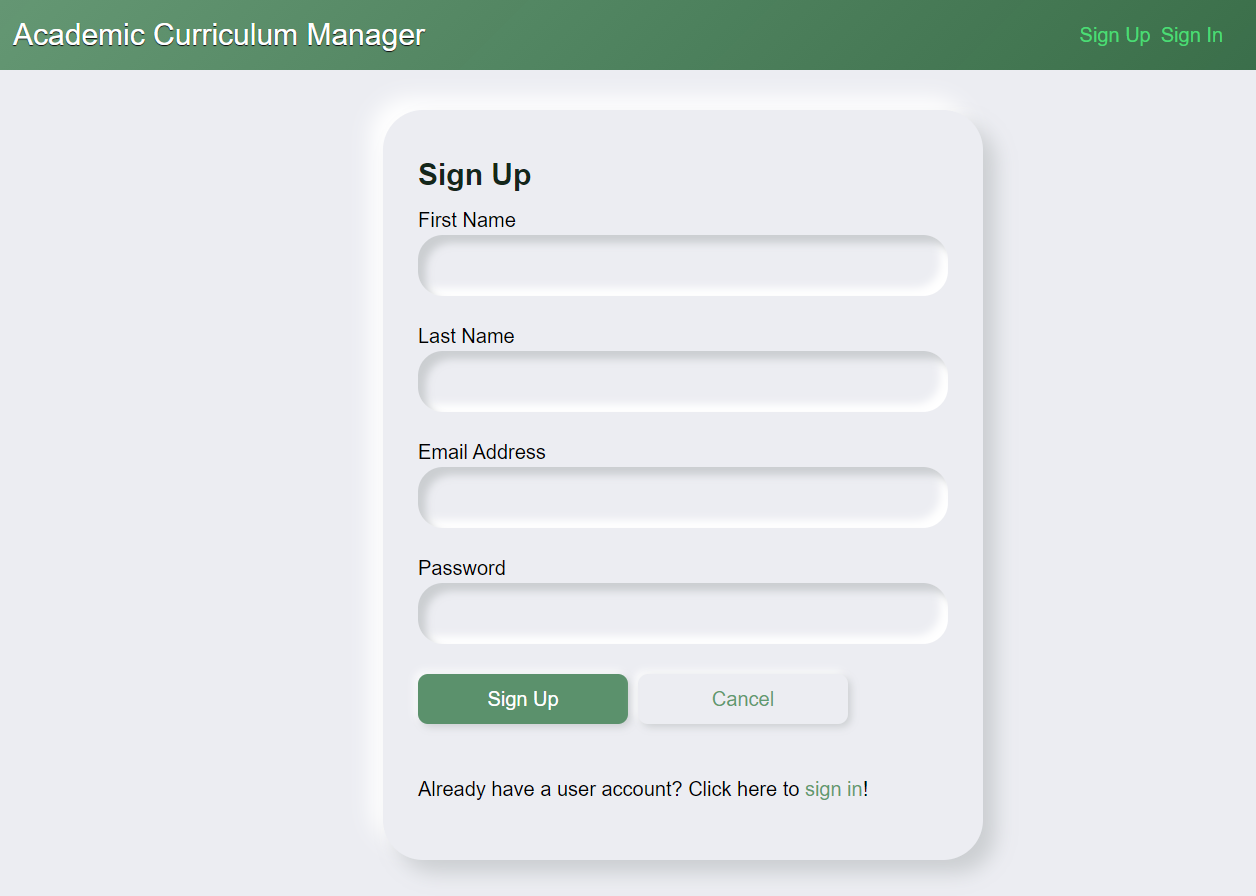 Academic Curriculum Manager
Sign Up Sign In
Sign Up
First Name
Last Name
Email Address
Password
Sign Up
Cancel
Already have a user account? Click here to sign in!